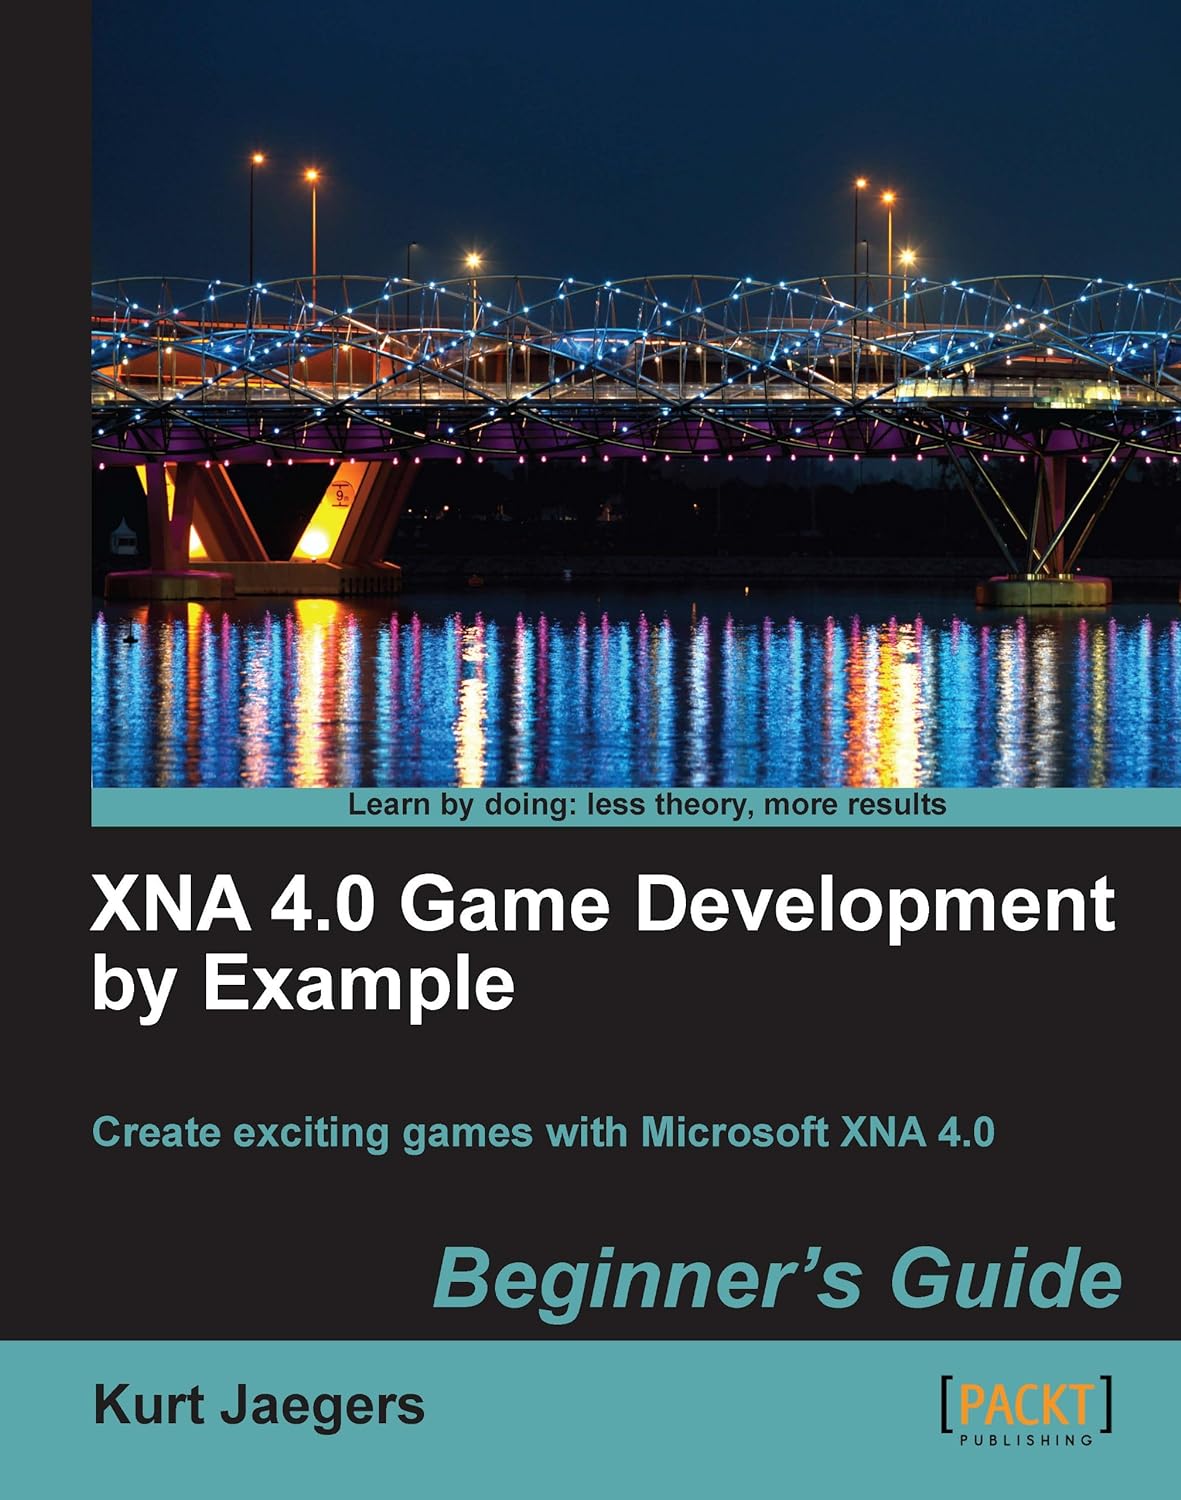 9m
Learn by doing: less theory, more results
XNA 4.0 Game Development
by Example
Create exciting games with Microsoft XNA 4.0
Beginner’s Guide
Kurt Jaegers
[PACKT]
PUBLISHING